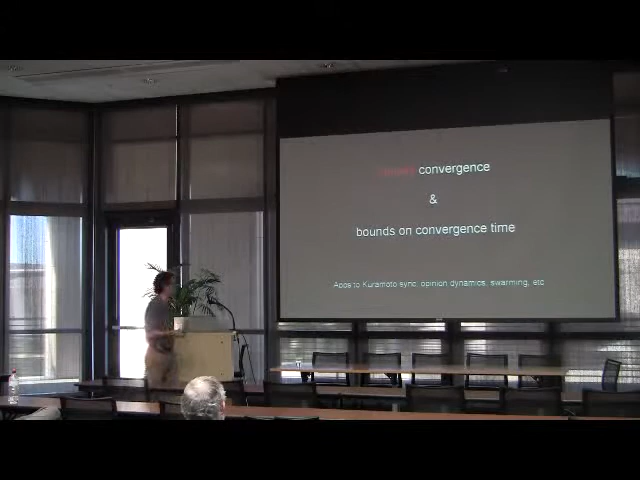 convergence
&
bounds on convergence time
Apps to Kuramoto sync, opinion dynamics, swarming, etc